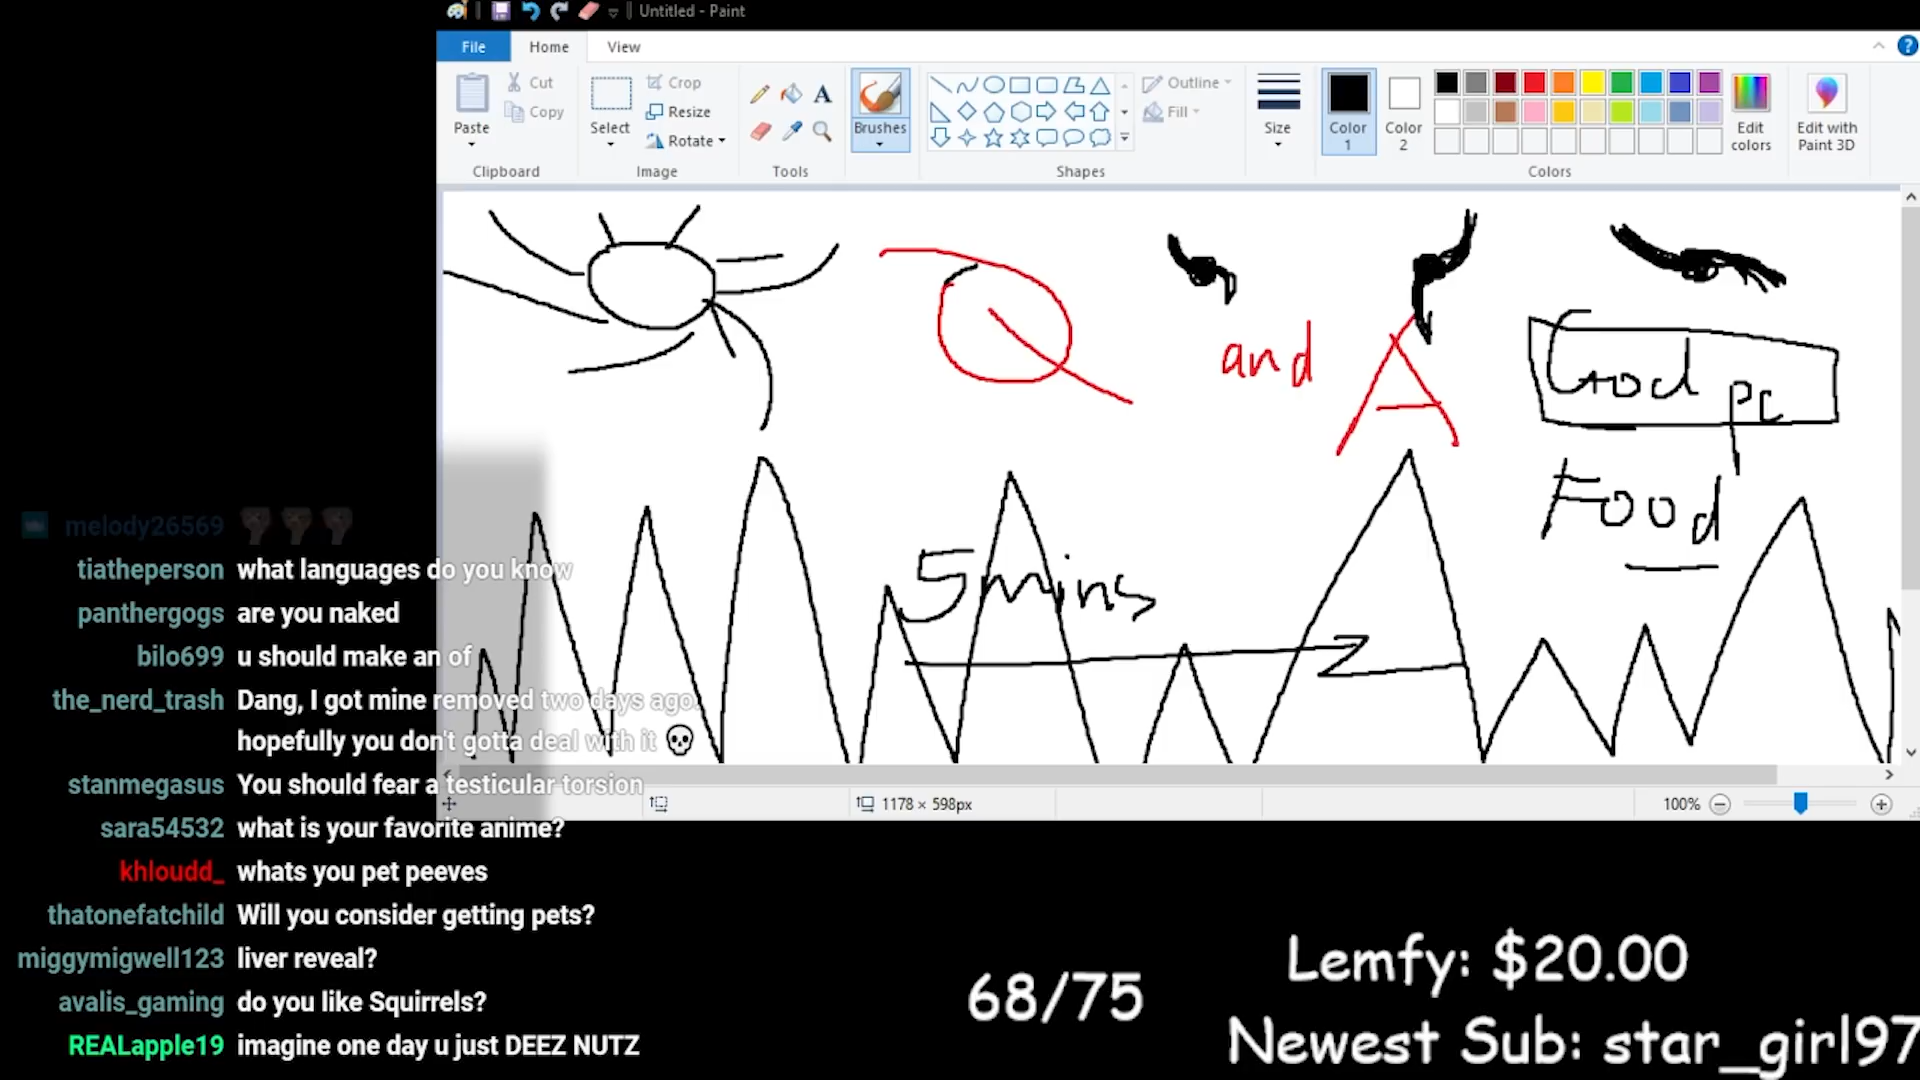 Untitled - Paint
File Home View
Cut
Copy
Paste
Clipboard
Crop
Resize
Rotate
Select
Image
A
Tools
Brushes
Outline
Fill
Shapes
Size
Color 1
Color 2
Colors
Edit colors
Edit with Paint 3D
?
Q and A
God pc
Food
5 mins
melody26569
tiatheperson what languages do you know
panthergogs are you naked
bilo699 u should make an of
the_nerd_trash Dang, I got mine removed two days ago.
hopefully you don't gotta deal with it
stanmegasus You should fear a testicular torsion
sara54532 what is your favorite anime?
khloudd_ whats you pet peeves
thatonefatchild Will you consider getting pets?
miggymigwell123 liver reveal?
avalis_gaming do you like Squirrels?
REALapple19 imagine one day u just DEEZ NUTZ
1178 × 598px
100%
68/75
Lemfy: $20.00
Newest Sub: star_girl97